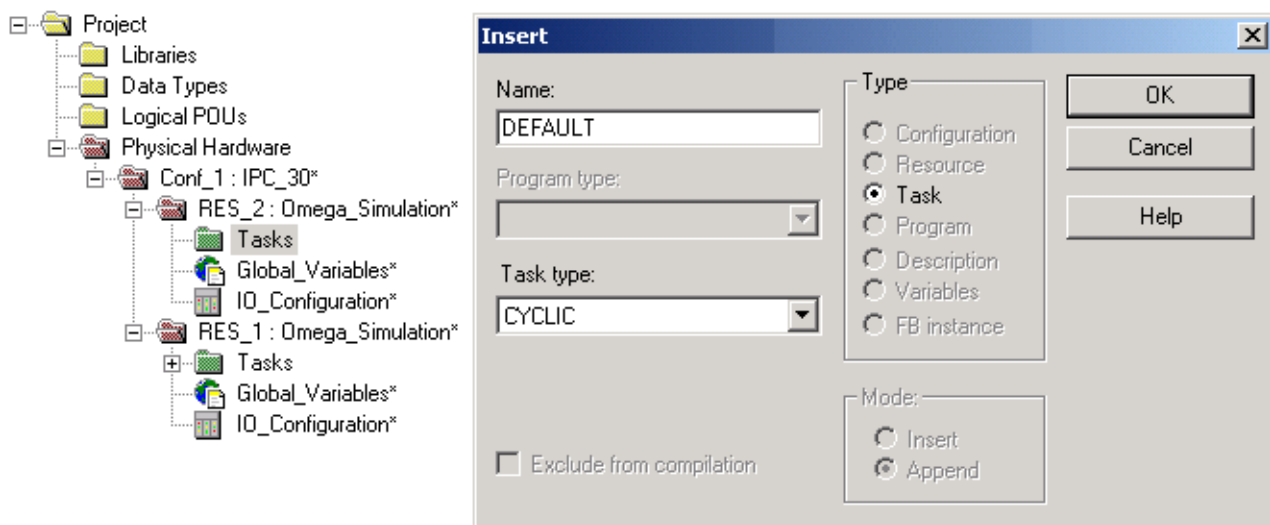 Project
Libraries
Data Types
Logical POUs
Physical Hardware
Conf_1 : IPC_30*
RES_2 : Omega_Simulation*
Tasks
Global_Variables*
IO_Configuration*
RES_1 : Omega_Simulation*
Tasks
Global_Variables*
IO_Configuration*
Insert
Name:
DEFAULT
Program type:
Task type:
CYCLIC
Exclude from compilation
Type
Configuration
Resource
Task
Program
Description
Variables
FB instance
Mode:
Insert
Append
OK
Cancel
Help